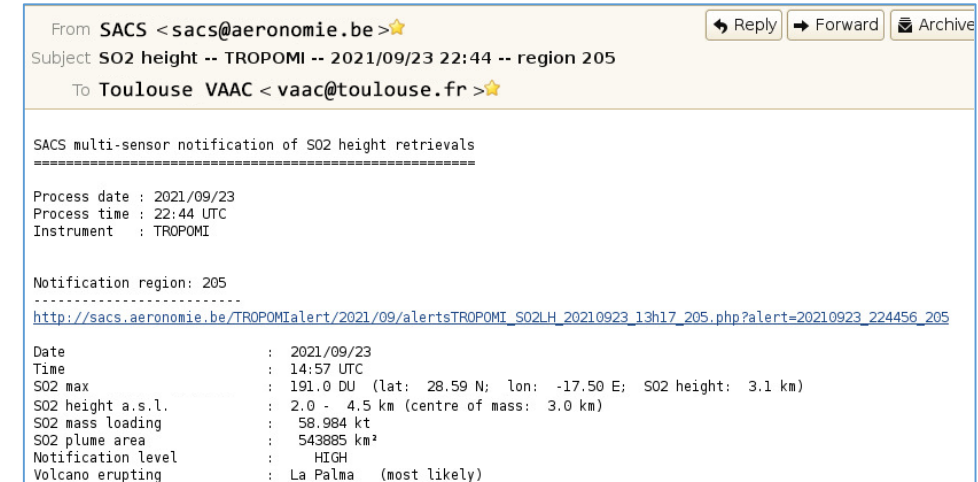 From SACS <sacs@aeronomie.be>
Reply
Forward
Archive
Subject SO2 height -- TROPOMI -- 2021/09/23 22:44 -- region 205
To Toulouse VAAC <vaac@toulouse.fr>
SACS multi-sensor notification of SO2 height retrievals
=======================================================
Process date : 2021/09/23
Process time : 22:44 UTC
Instrument : TROPOMI
Notification region: 205
--------------------------
http://sacs.aeronomie.be/TROPOMIalert/2021/09/alertsTROPOMI_SO2LH_20210923_13h17_205.php?alert=20210923_224456_205
Date : 2021/09/23
Time : 14:57 UTC
SO2 max : 191.0 DU (lat: 28.59 N; lon: -17.50 E; SO2 height: 3.1 km)
SO2 height a.s.l. : 2.0 - 4.5 km (centre of mass: 3.0 km)
SO2 mass loading : 58.984 kt
SO2 plume area : 543885 km²
Notification level : HIGH
Volcano erupting : La Palma (most likely)